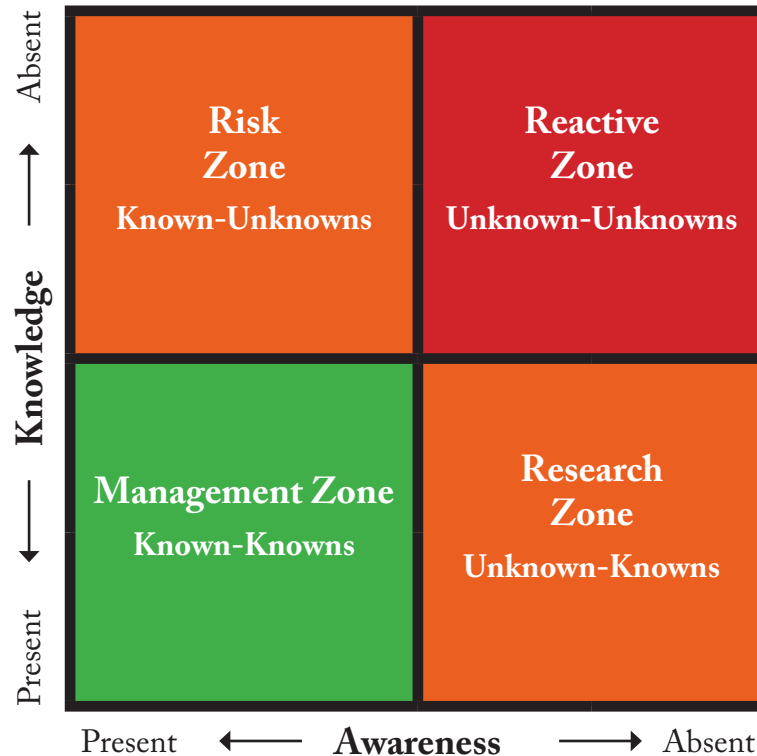 Absent
Knowledge
Present
Risk
Zone
Known-Unknowns
Reactive
Zone
Unknown-Unknowns
Management Zone
Known-Knowns
Research
Zone
Unknown-Knowns
Present
Awareness
Absent